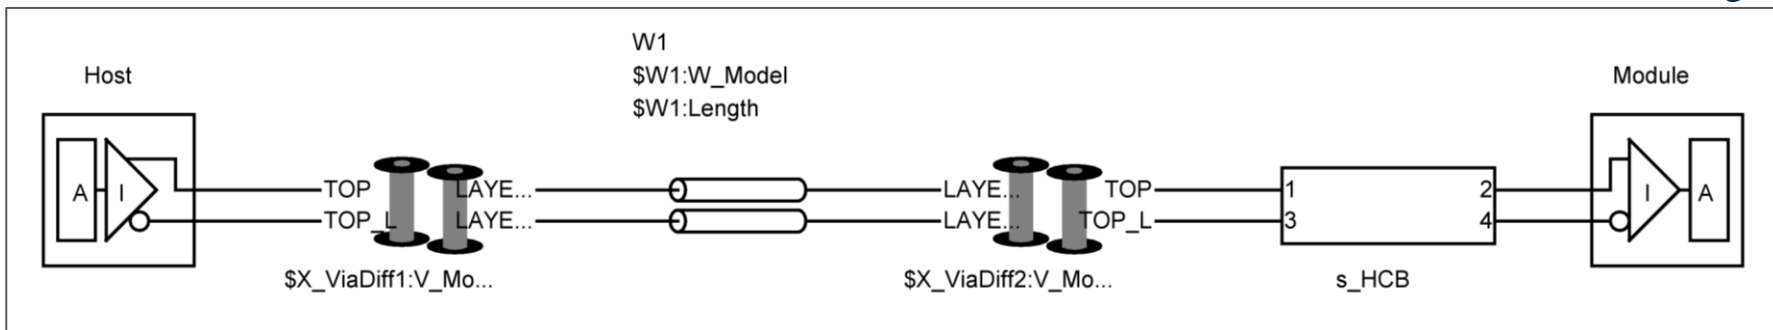 W1
Host
$W1:W_Model
Module
$W1:Length
A
I
TOP
LAYE...
LAYE...
TOP
1
2
I
A
TOP_L
LAYE...
LAYE...
TOP_L
3
4
$X_ViaDiff1:V_Mo...
$X_ViaDiff2:V_Mo...
s_HCB